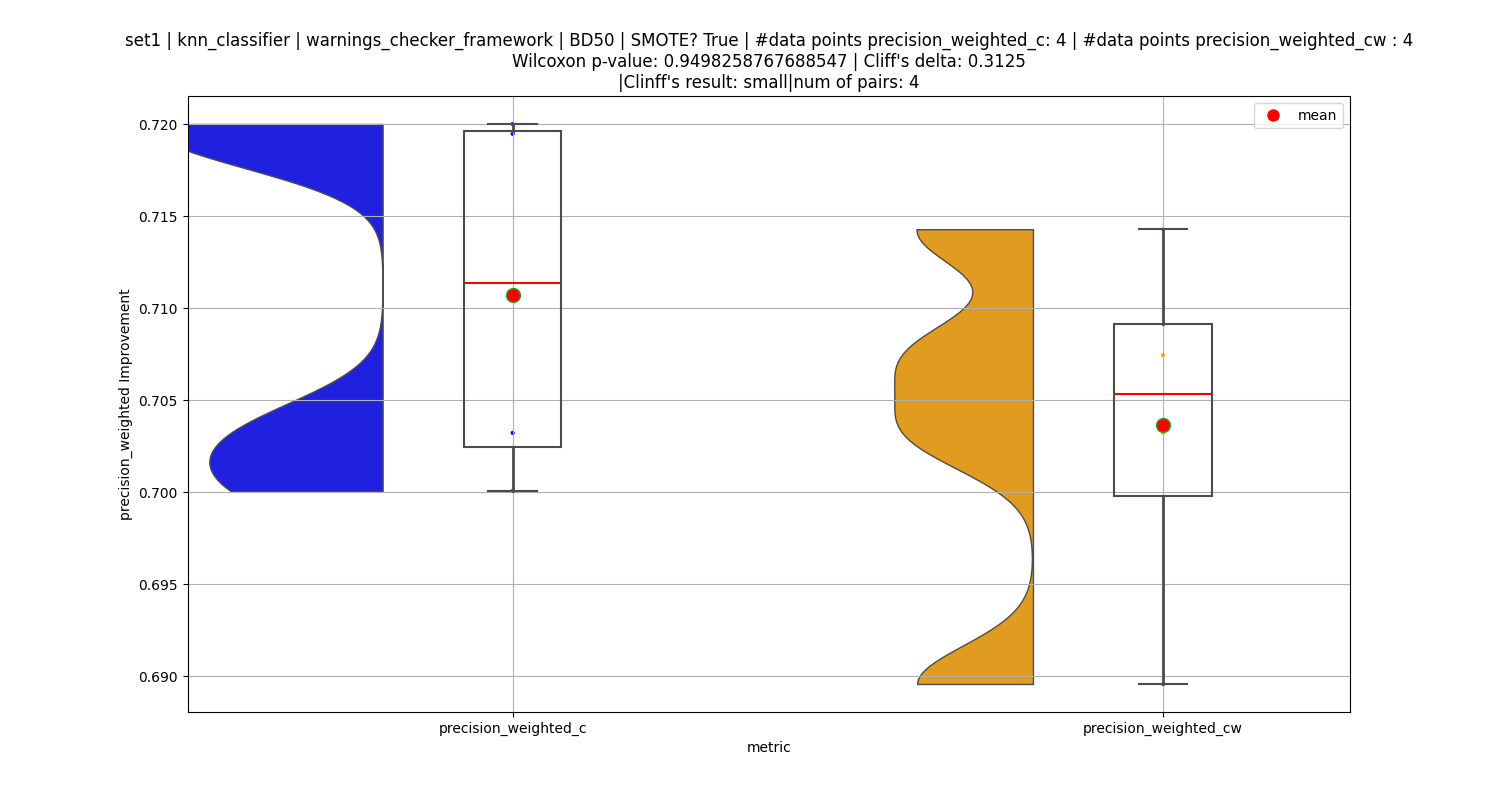 set1 | knn_classifier | warnings_checker_framework | BD50 | SMOTE? True | #data points precision_weighted_c: 4 | #data points precision_weighted_cw : 4
Wilcoxon p-value: 0.9498258767688547 | Cliff's delta: 0.3125
|Clinff's result: small|num of pairs: 4
mean
0.720
0.715
0.710
0.705
0.700
0.695
0.690
precision_weighted Improvement
precision_weighted_c
precision_weighted_cw
metric